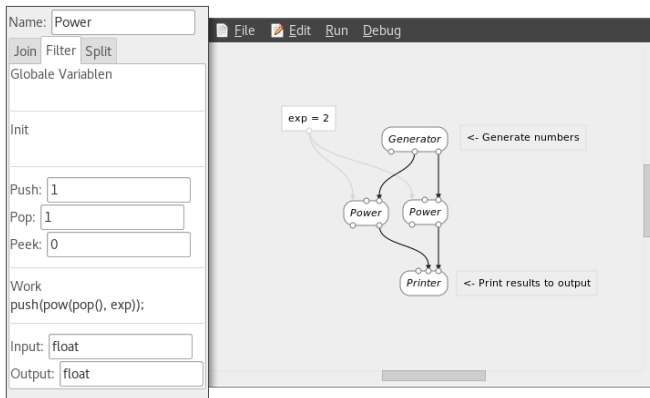 Name: Power
Join Filter Split
Globale Variablen
Init
Push: 1
Pop: 1
Peek: 0
Work
push(pow(pop(), exp));
Input: float
Output: float
File Edit Run Debug
exp = 2
Generator
<- Generate numbers
Power
Power
Printer
<- Print results to output